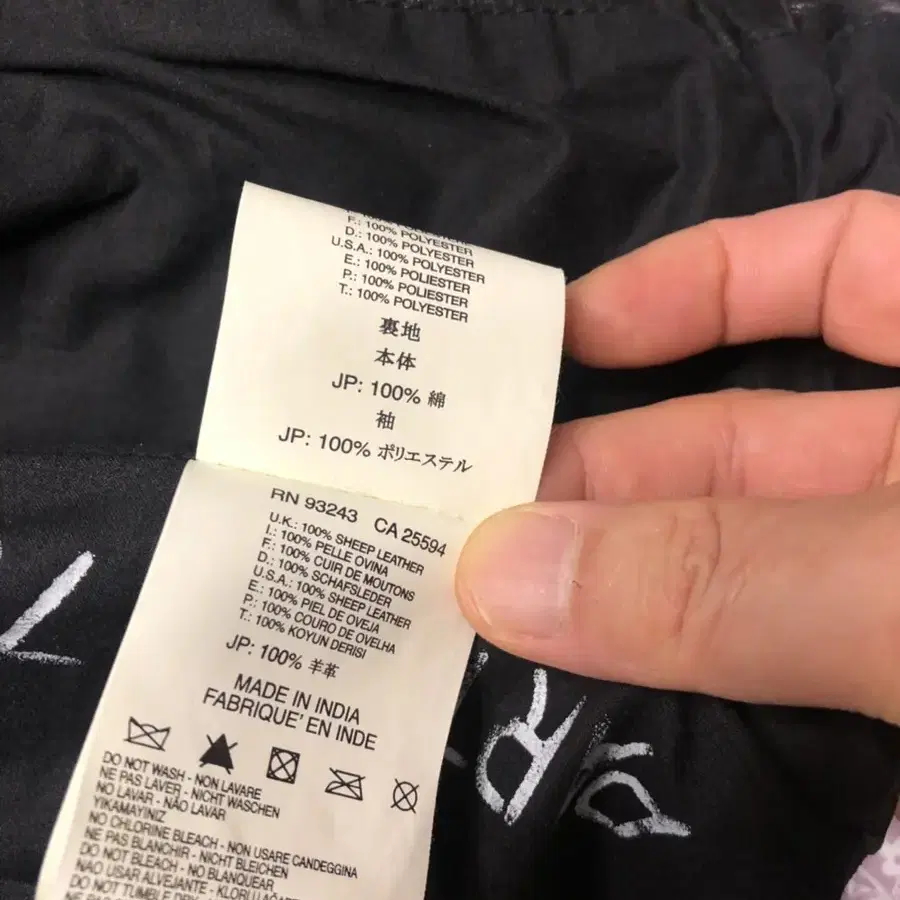 F.: 100% POLYESTER
D.: 100% POLYESTER
U.S.A.: 100% POLYESTER
E.: 100% POLIESTER
P.: 100% POLIESTER
T.: 100% POLYESTER
裏地
本体
JP: 100% 綿
袖
JP: 100% ポリエステル
RN 93243 CA 25594
U.K.: 100% SHEEP LEATHER
I.: 100% PELLE OVINA
F.: 100% CUIR DE MOUTONS
D.: 100% SCHAFSLEDER
U.S.A.: 100% SHEEP LEATHER
E.: 100% PIEL DE OVEJA
P.: 100% COURO DE OVELHA
T.: 100% KOYUN DERISI
JP: 100% 羊革
MADE IN INDIA
FABRIQUE' EN INDE
DO NOT WASH - NON LAVARE
NE PAS LAVER - NICHT WASCHEN
NO LAVAR - NÃO LAVAR
YIKAMAYINIZ
NO CHLORINE BLEACH - NON USARE CANDEGGINA
NE PAS BLANCHIR - NICHT BLEICHEN
DO NOT BLEACH - NO BLANQUEAR
NÃO USAR ALVEJANTE - KLORLU AĞAR
DO NOT TUMBLE DRY